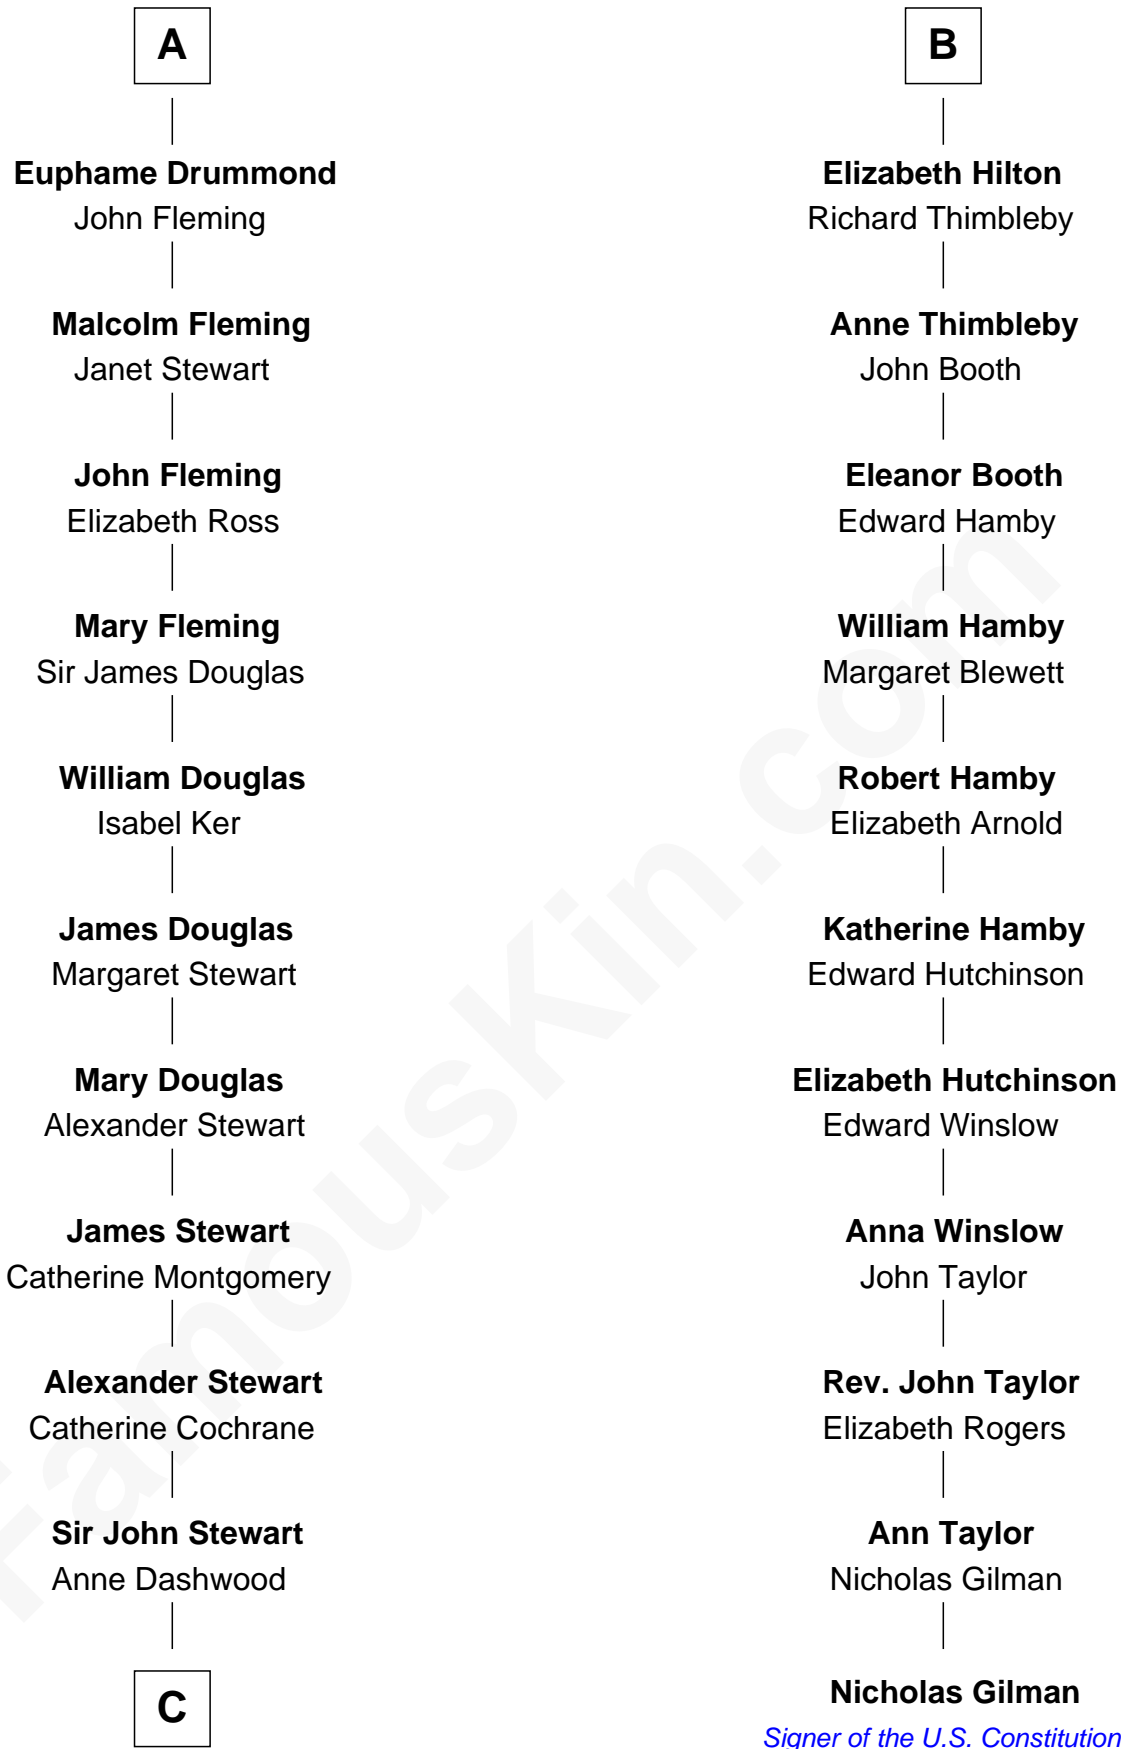 A
Euphame Drummond
John Fleming
Malcolm Fleming
Janet Stewart
John Fleming
Elizabeth Ross
Mary Fleming
Sir James Douglas
William Douglas
Isabel Ker
James Douglas
Margaret Stewart
Mary Douglas
Alexander Stewart
James Stewart
Catherine Montgomery
Alexander Stewart
Catherine Cochrane
Sir John Stewart
Anne Dashwood
C
B
Elizabeth Hilton
Richard Thimbleby
Anne Thimbleby
John Booth
Eleanor Booth
Edward Hamby
William Hamby
Margaret Blewett
Robert Hamby
Elizabeth Arnold
Katherine Hamby
Edward Hutchinson
Elizabeth Hutchinson
Edward Winslow
Anna Winslow
John Taylor
Rev. John Taylor
Elizabeth Rogers
Ann Taylor
Nicholas Gilman
Nicholas Gilman
Signer of the U.S. Constitution
FamousKin.com